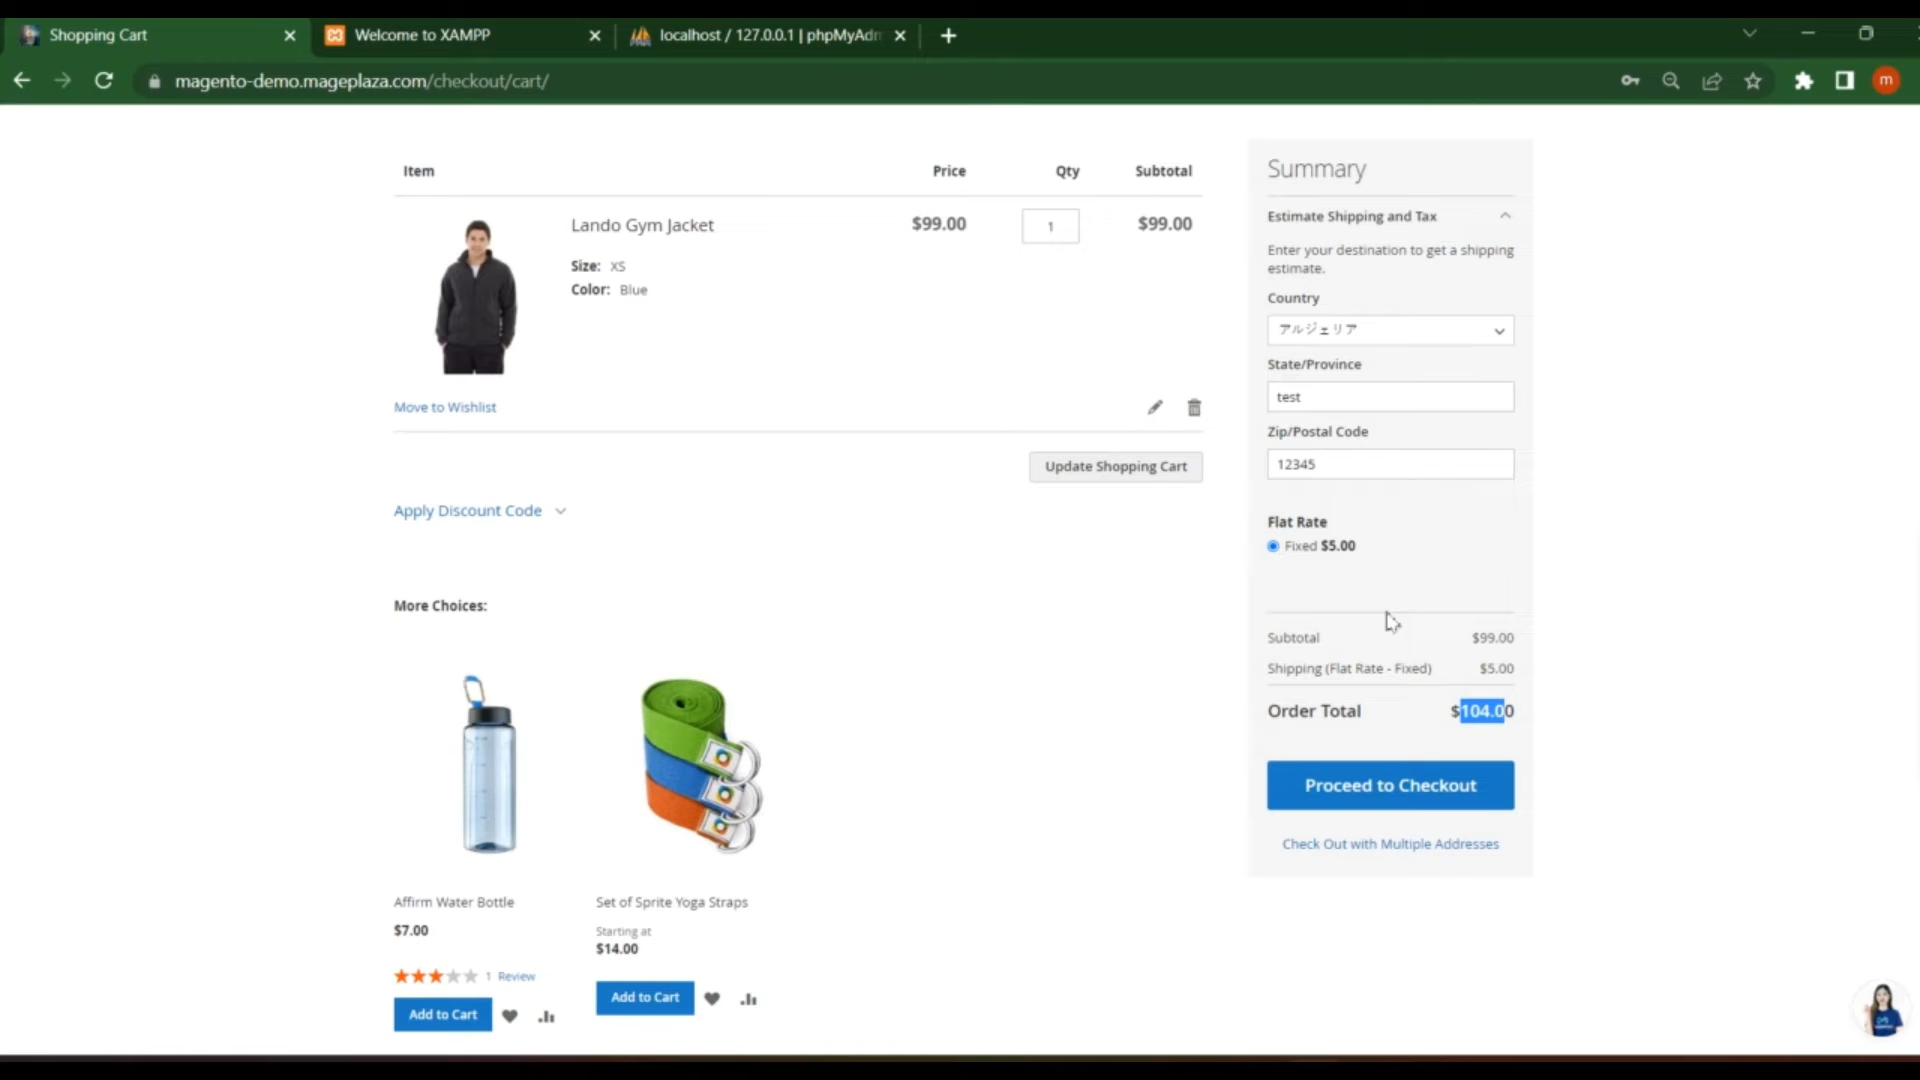 Shopping Cart
Welcome to XAMPP
localhost / 127.0.0.1 | phpMyAdm
magento-demo.mageplaza.com/checkout/cart/
m
Item Price Qty Subtotal
Lando Gym Jacket $99.00 1 $99.00
Size: XS
Color: Blue
Move to Wishlist
Update Shopping Cart
Apply Discount Code
More Choices:
Affirm Water Bottle
$7.00
1 Review
Add to Cart
Set of Sprite Yoga Straps
Starting at
$14.00
Add to Cart
Summary
Estimate Shipping and Tax
Enter your destination to get a shipping
estimate.
Country
アルジェリア
State/Province
test
Zip/Postal Code
12345
Flat Rate
Fixed $5.00
Subtotal $99.00
Shipping (Flat Rate - Fixed) $5.00
Order Total $104.00
Proceed to Checkout
Check Out with Multiple Addresses